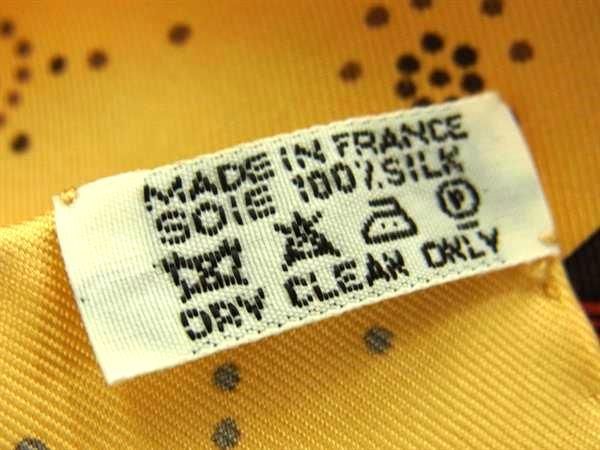 MADE IN FRANCE
SOIE 100% SILK
P
DRY CLEAN ONLY